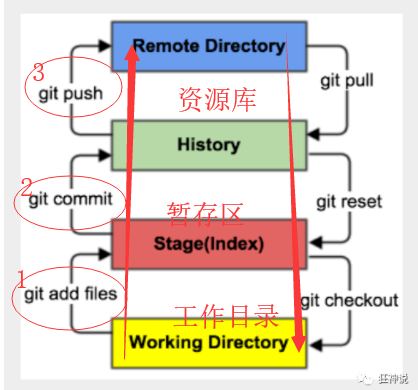 Remote Directory
3
git push
git pull
资源库
History
2
git commit
git reset
暂存区
Stage(Index)
1
git add files
git checkout
工作目录
Working Directory
狂神说